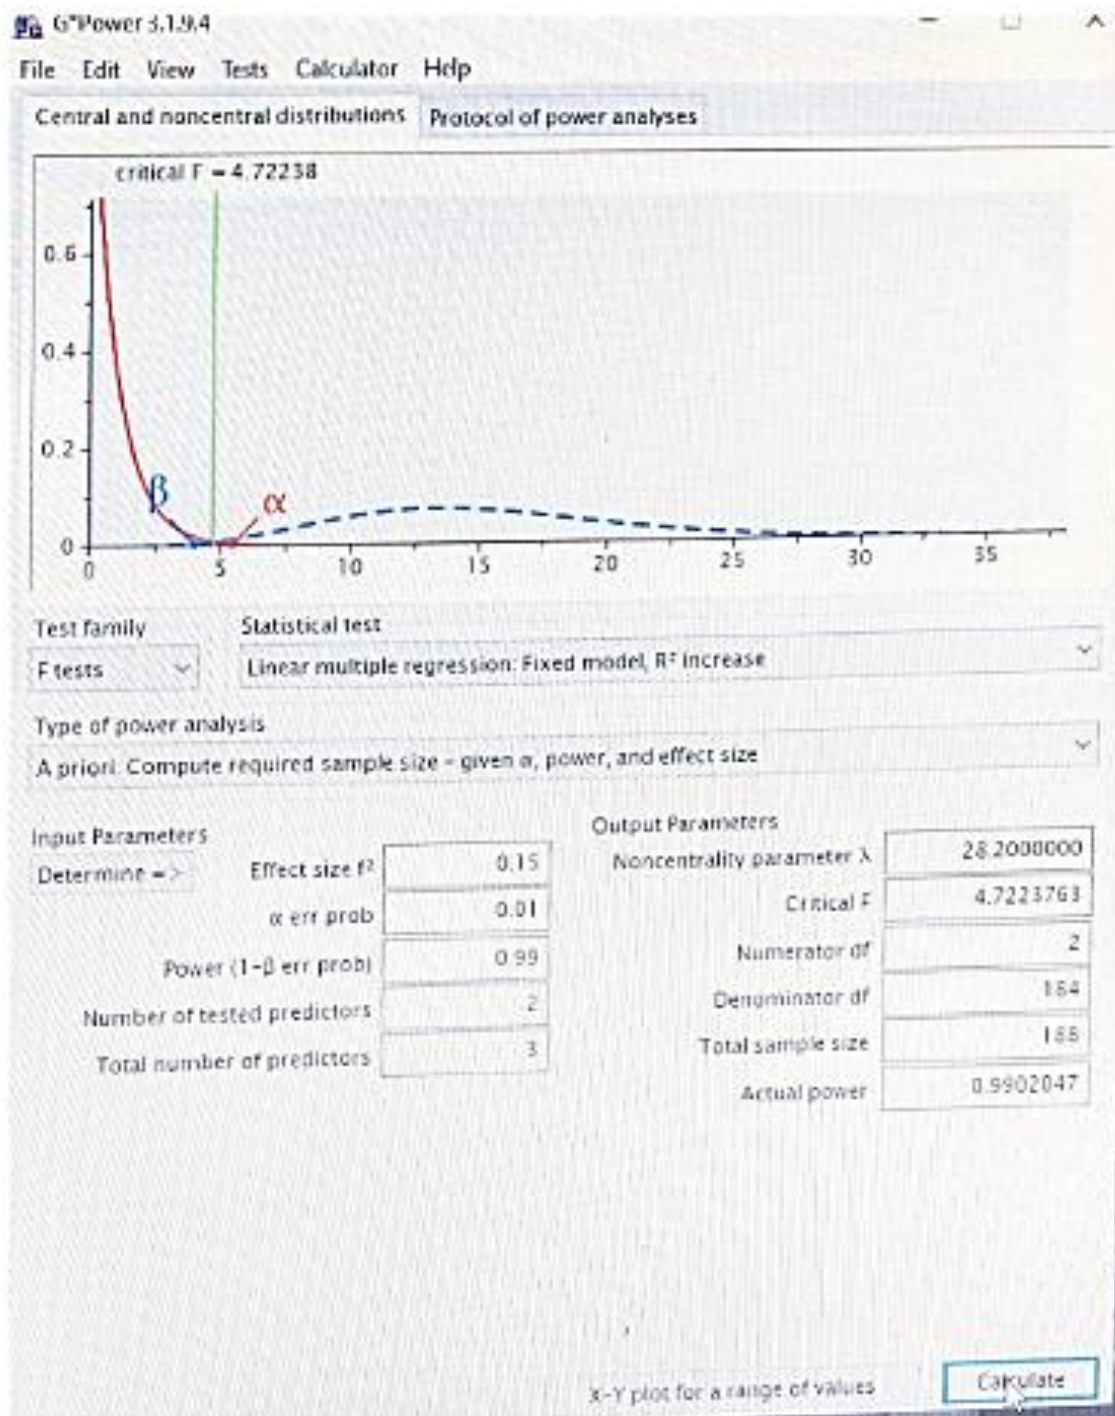 G*Power 3.1.9.4
File Edit View Tests Calculator Help
Central and noncentral distributions Protocol of power analyses
critical F = 4.72238
0.6
0.4
0.2
0
β α
0 5 10 15 20 25 30 35
Test family Statistical test
F tests Linear multiple regression: Fixed model, R² increase
Type of power analysis
A priori: Compute required sample size - given α, power, and effect size
Input Parameters Output Parameters
Determine => Effect size f² 0.15 Noncentrality parameter λ 28.2000000
α err prob 0.01 Critical F 4.7223763
Power (1-β err prob) 0.99 Numerator df 2
Number of tested predictors 2 Denominator df 184
Total number of predictors 3 Total sample size 188
Actual power 0.9902047
X-Y plot for a range of values Calculate